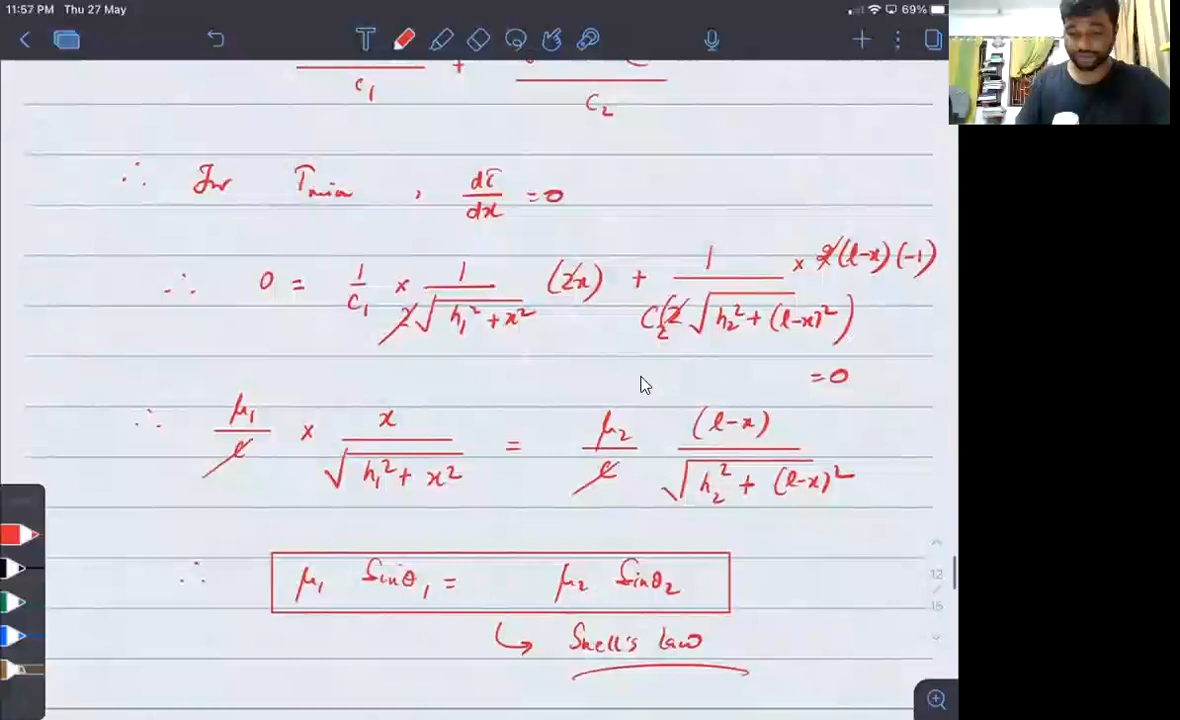 11:57 PM Thu 27 May 69%
c₁ + c₂
∴ For T_min , dT/dx = 0
∴ 0 = 1/c₁ × 1/(2√(h₁²+x²)) (2x) + 1/(c₂(2√(h₂²+(l-x)²)) × 2(l-x)(-1)
= 0
∴ μ₁/c × x/√(h₁²+x²) = μ₂/c (l-x)/√(h₂²+(l-x)²)
∴ μ₁ Sinθ₁ = μ₂ Sinθ₂
↳ Snell's law
12
15